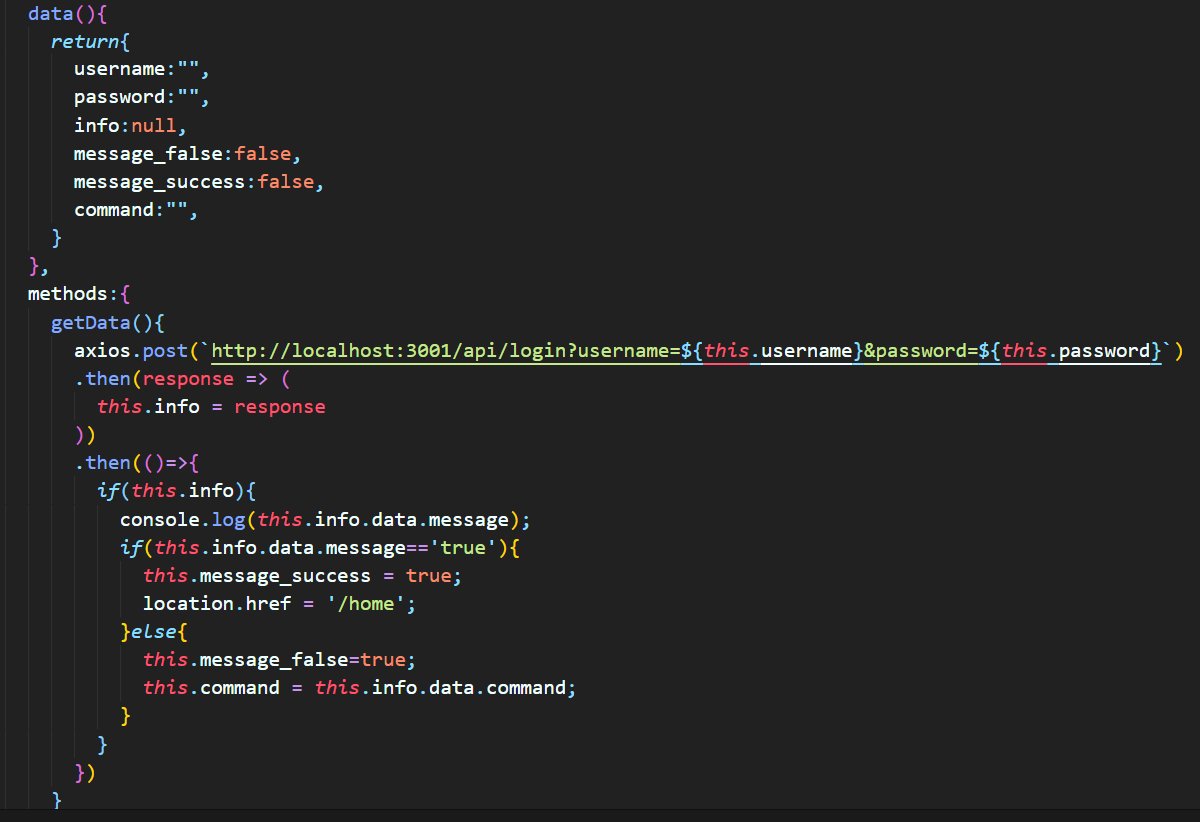 data(){
return{
username:"",
password:"",
info:null,
message_false:false,
message_success:false,
command:"",
}
},
methods:{
getData(){
axios.post(`http://localhost:3001/api/login?username=${this.username}&password=${this.password}`)
.then(response => (
this.info = response
))
.then(()=>{
if(this.info){
console.log(this.info.data.message);
if(this.info.data.message=='true'){
this.message_success = true;
location.href = '/home';
}else{
this.message_false=true;
this.command = this.info.data.command;
}
}
})
}